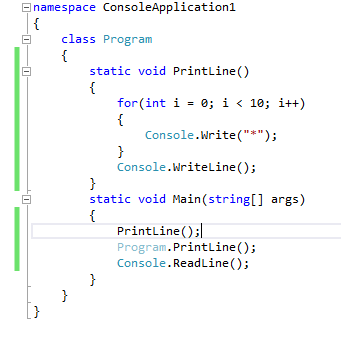 namespace ConsoleApplication1
{
    class Program
    {
        static void PrintLine()
        {
            for(int i = 0; i < 10; i++)
            {
                Console.Write("*");
            }
            Console.WriteLine();
        }
        static void Main(string[] args)
        {
            PrintLine();
            Program.PrintLine();
            Console.ReadLine();
        }
    }
}